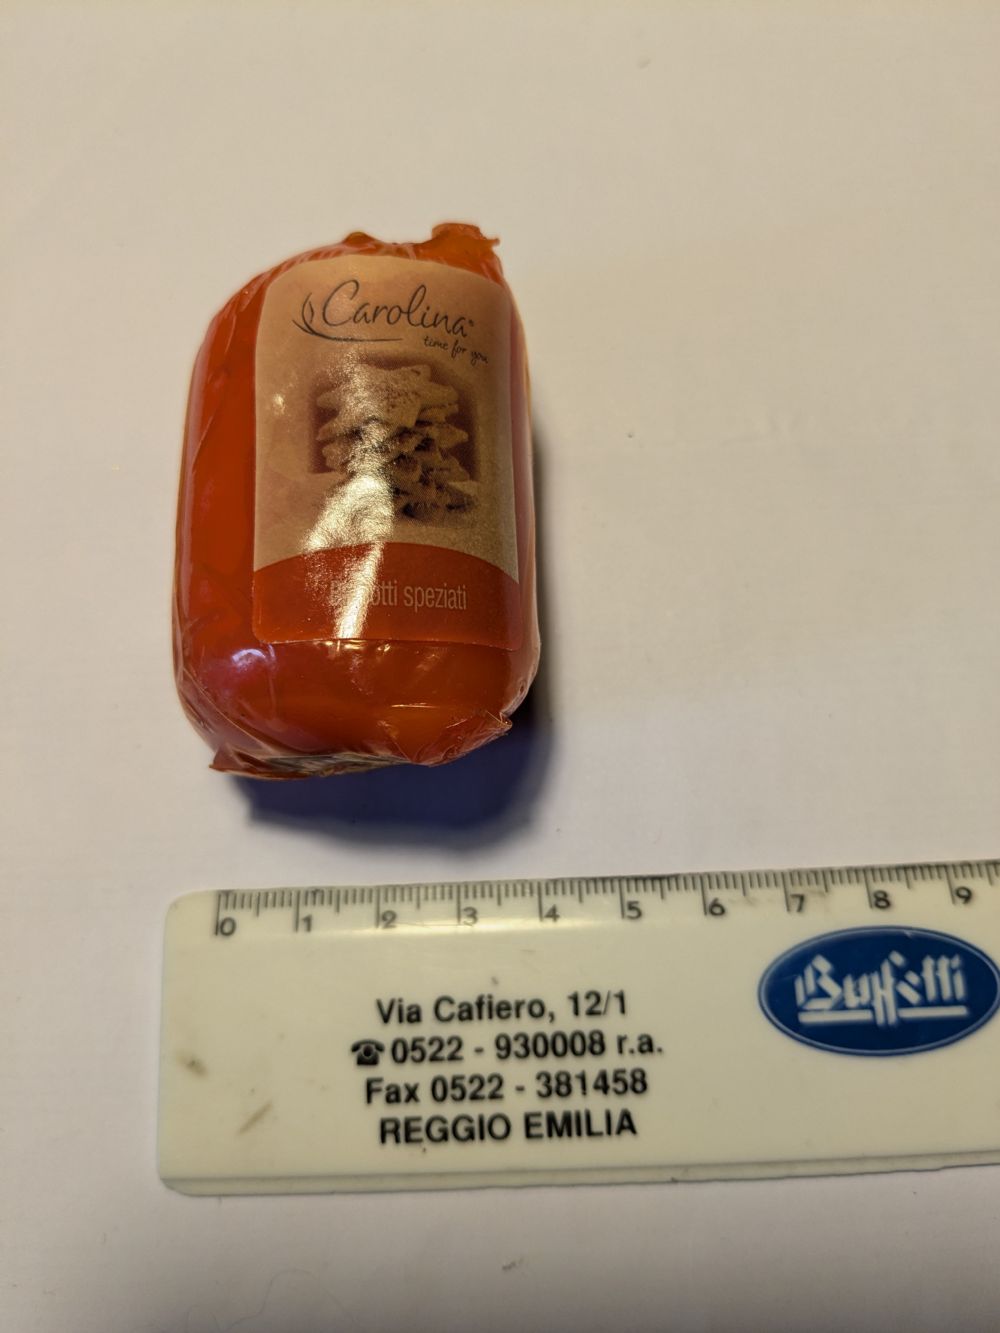 Carolina®
time for you
speziati
0 1 2 3 4 5 6 7 8 9
Buffetti
Via Cafiero, 12/1
☎ 0522 - 930008 r.a.
Fax 0522 - 381458
REGGIO EMILIA